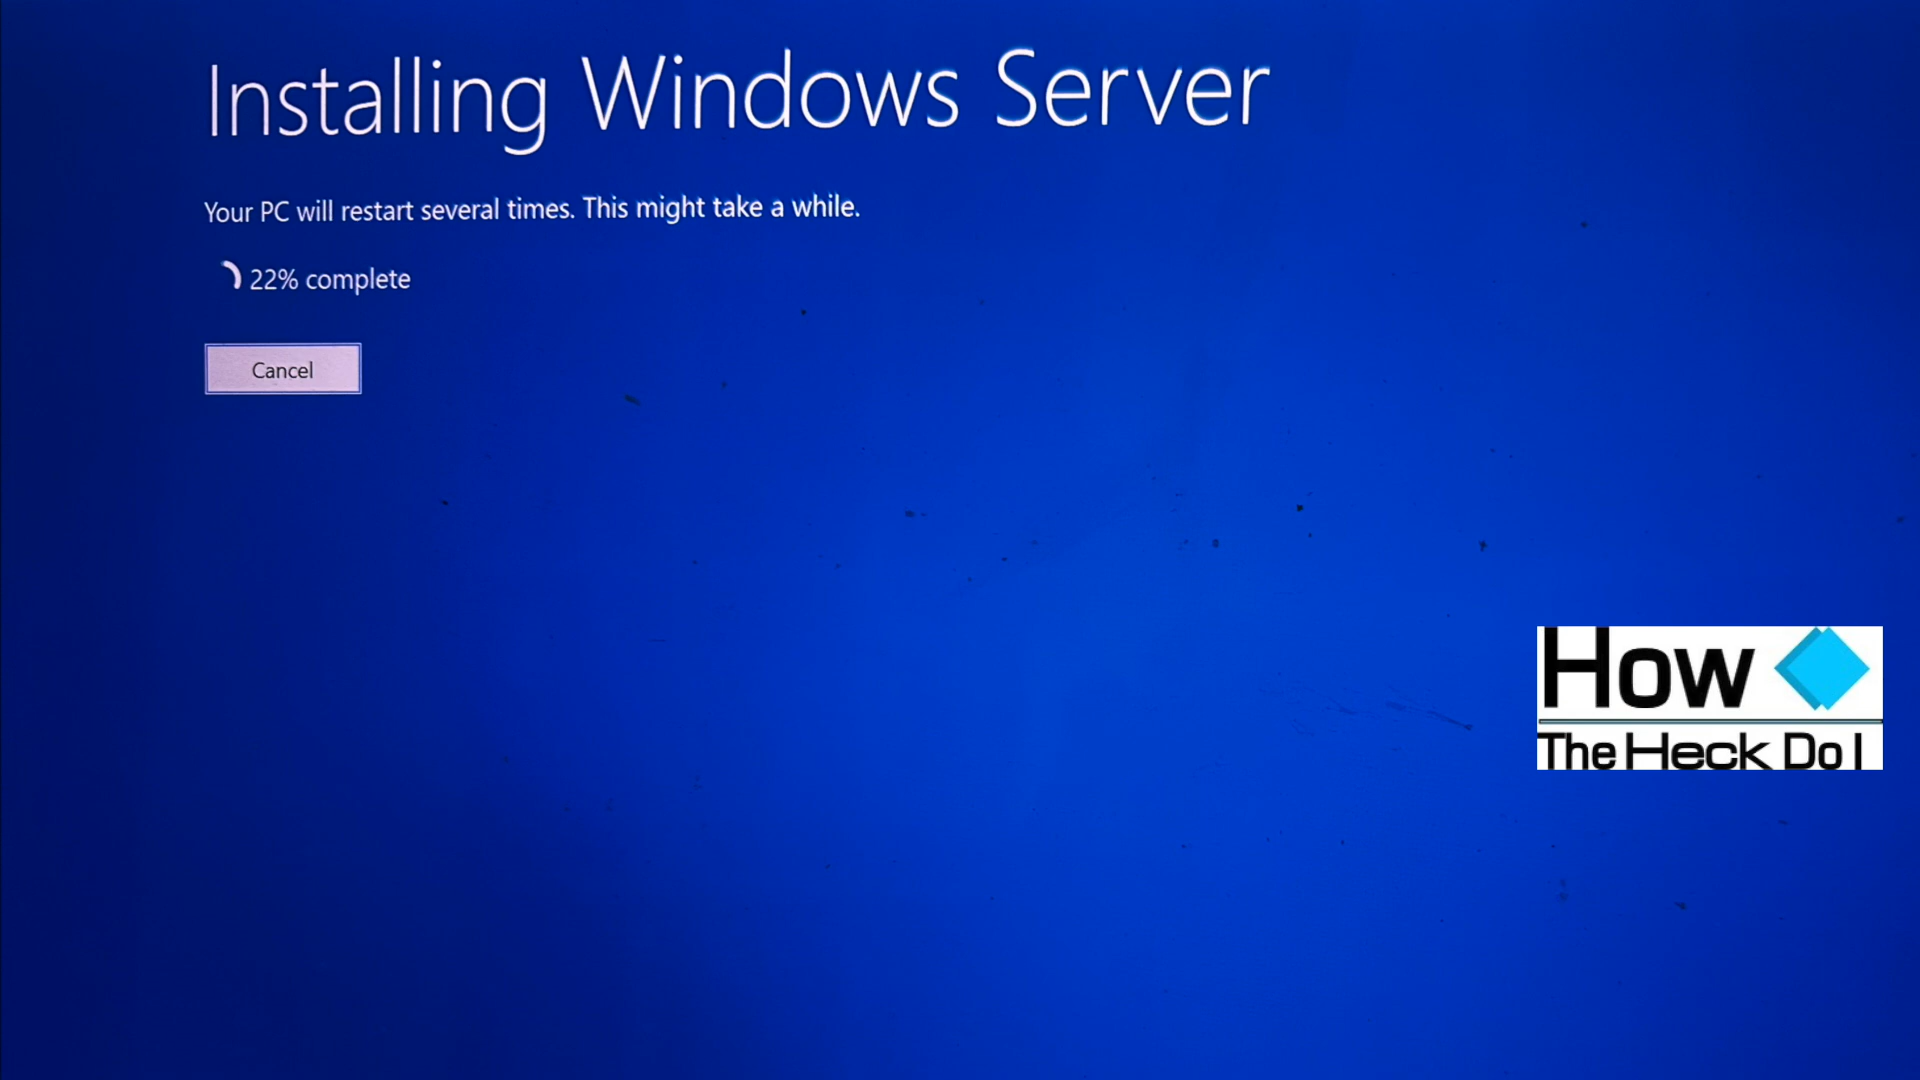 Installing Windows Server
Your PC will restart several times. This might take a while.
22% complete
Cancel
How
The Heck Do I